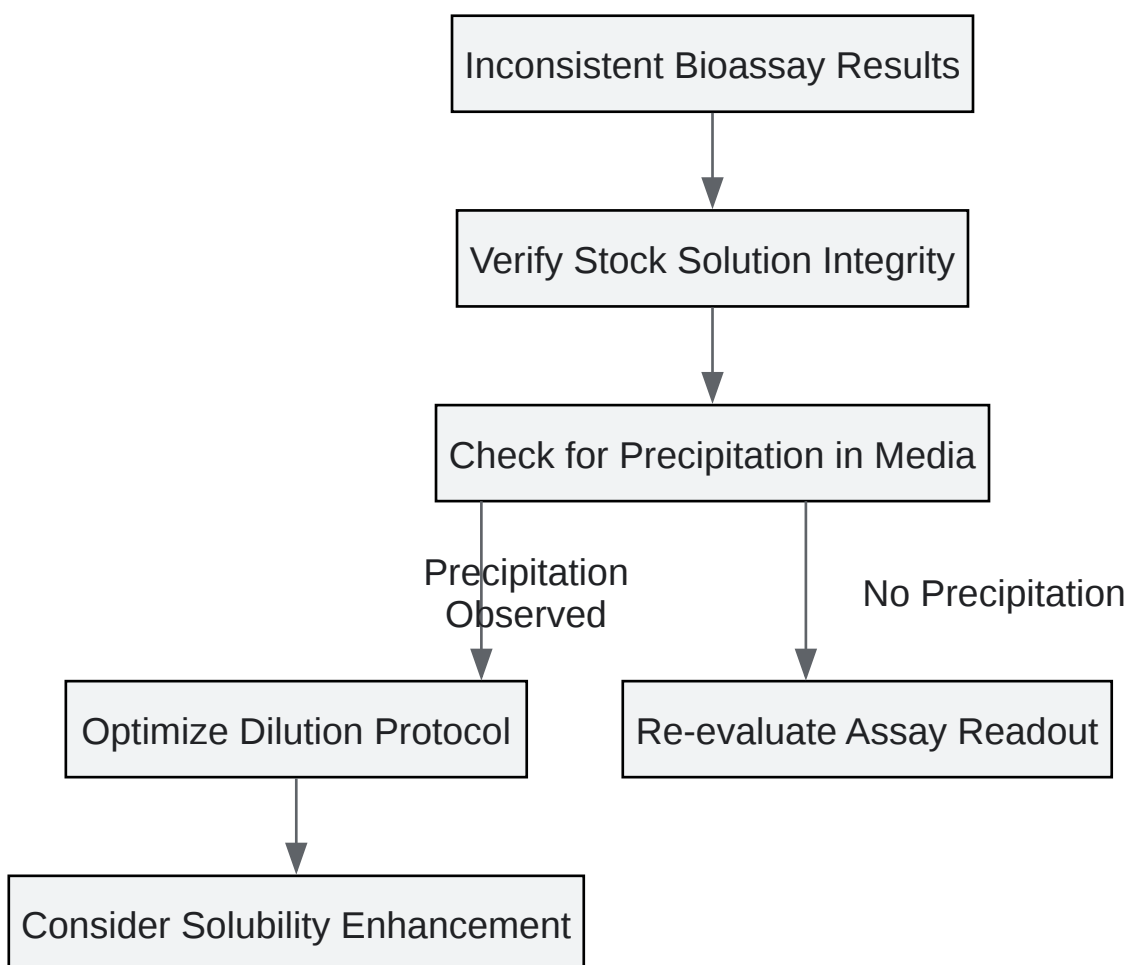 Inconsistent Bioassay Results
Verify Stock Solution Integrity
Check for Precipitation in Media
Precipitation
Observed
No Precipitation
Optimize Dilution Protocol
Re-evaluate Assay Readout
Consider Solubility Enhancement